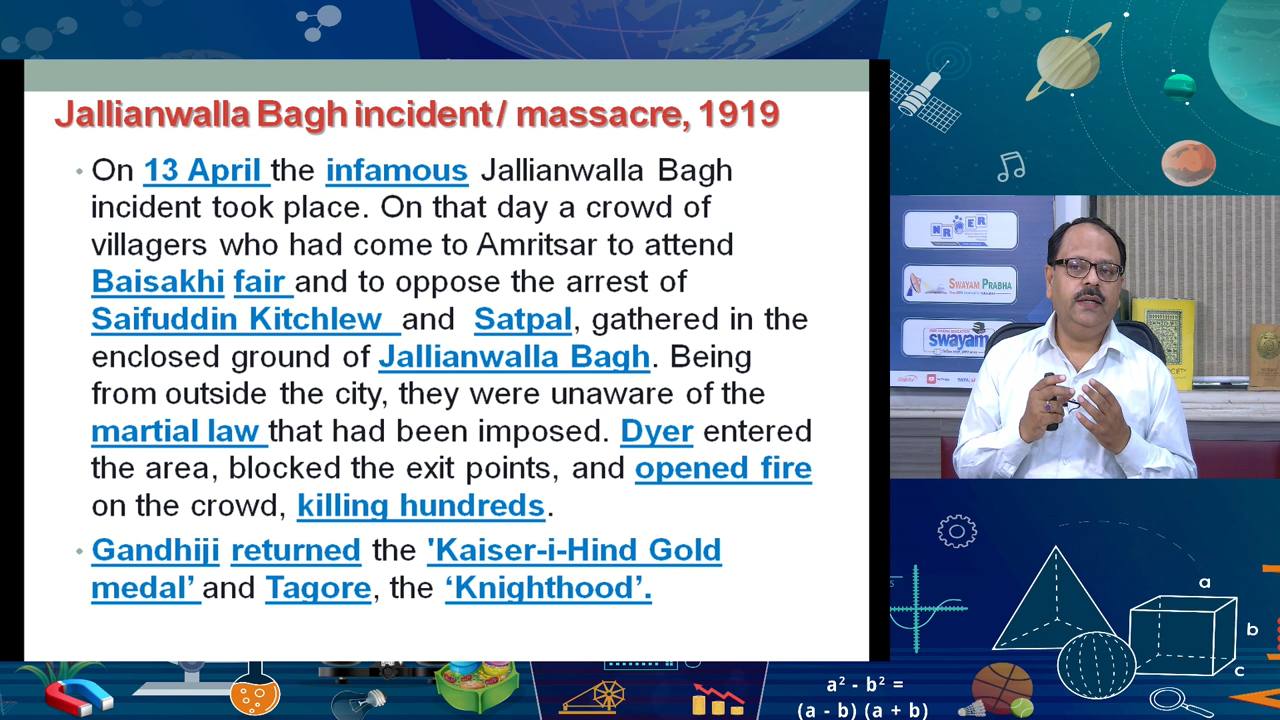 Jallianwalla Bagh incident / massacre, 1919
• On 13 April the infamous Jallianwalla Bagh
incident took place. On that day a crowd of
villagers who had come to Amritsar to attend
Baisakhi fair and to oppose the arrest of
Saifuddin Kitchlew and Satpal, gathered in the
enclosed ground of Jallianwalla Bagh. Being
from outside the city, they were unaware of the
martial law that had been imposed. Dyer entered
the area, blocked the exit points, and opened fire
on the crowd, killing hundreds.
• Gandhiji returned the 'Kaiser-i-Hind Gold
medal’ and Tagore, the ‘Knighthood’.
SWAYAM PRABHA
swayam
a
b
c
a² - b² =
(a - b) (a + b)